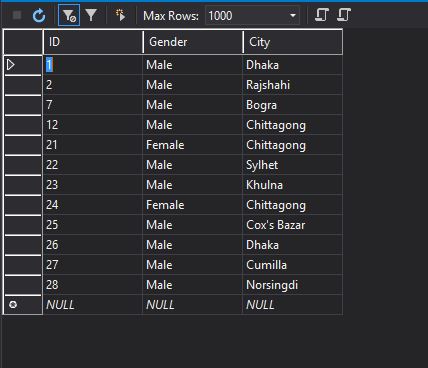 Max Rows: 1000
ID Gender City
1 Male Dhaka
2 Male Rajshahi
7 Male Bogra
12 Male Chittagong
21 Female Chittagong
22 Male Sylhet
23 Male Khulna
24 Female Chittagong
25 Male Cox's Bazar
26 Male Dhaka
27 Male Cumilla
28 Male Norsingdi
NULL NULL NULL